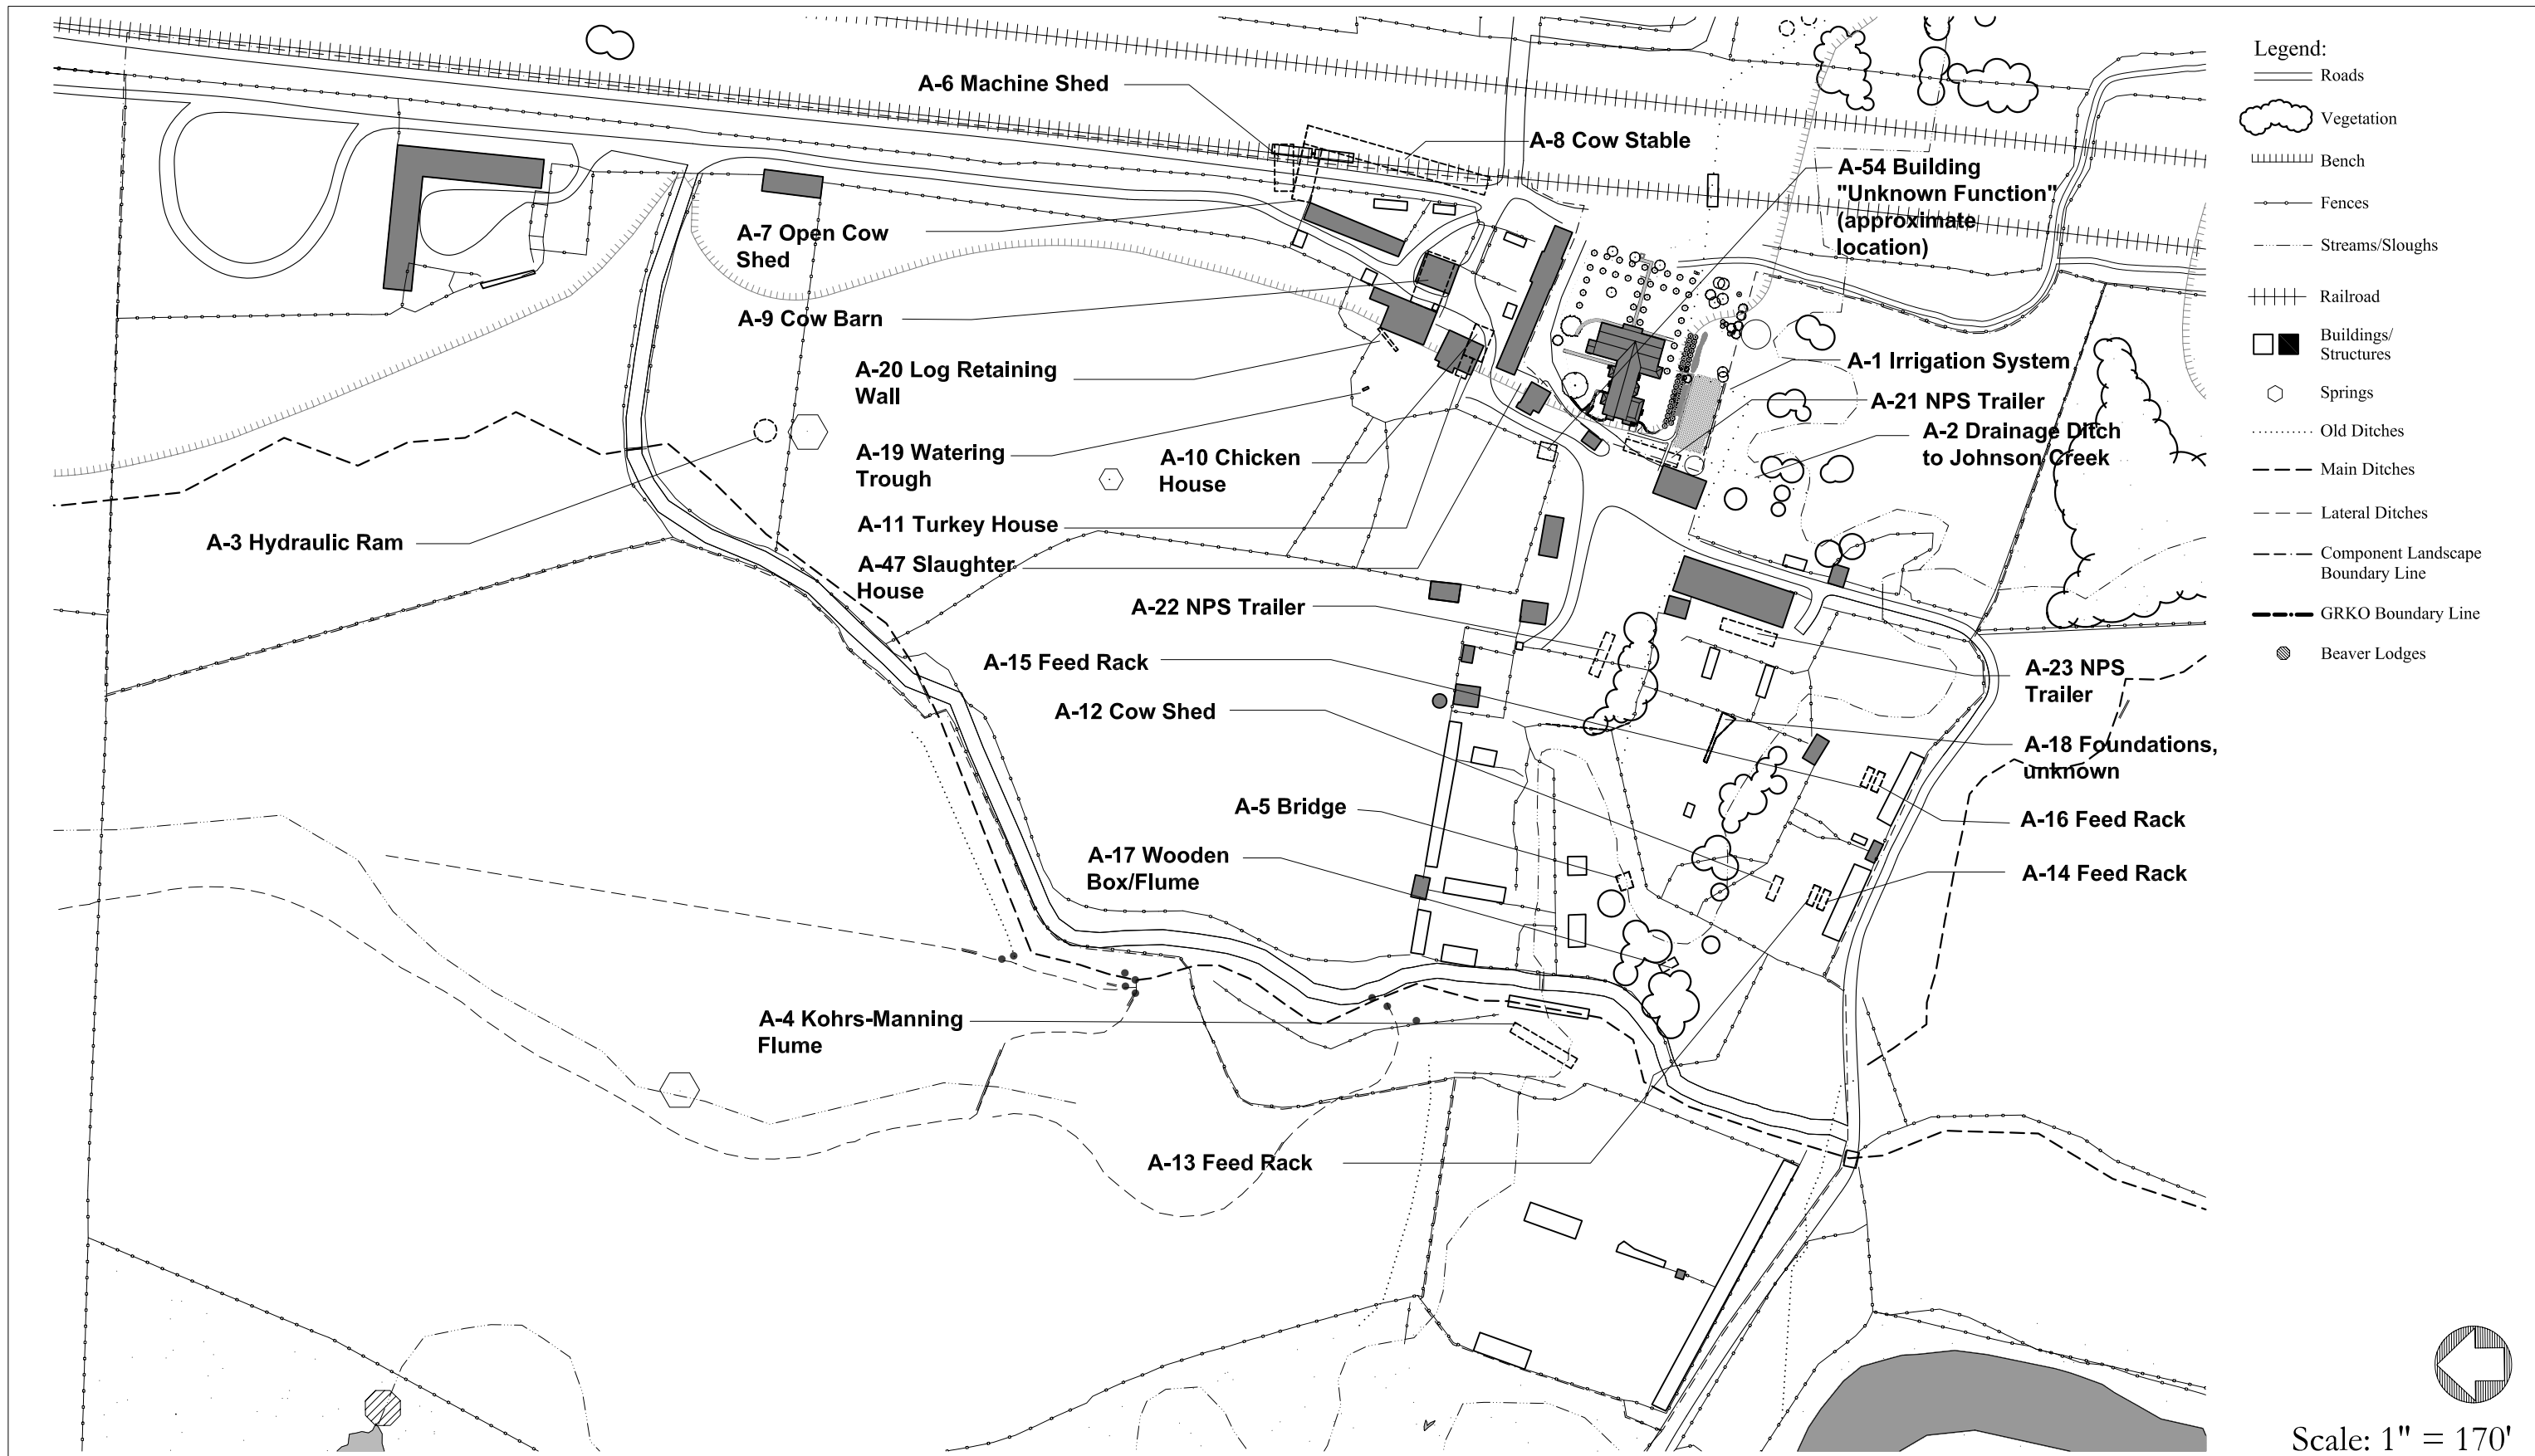 A-6 Machine Shed
A-8 Cow Stable
A-54 Building
"Unknown Function"
(approximate
location)
A-7 Open Cow
Shed
A-9 Cow Barn
A-20 Log Retaining
Wall
A-1 Irrigation System
A-21 NPS Trailer
A-2 Drainage Ditch
to Johnson Creek
A-19 Watering
Trough
A-10 Chicken
House
A-11 Turkey House
A-3 Hydraulic Ram
A-47 Slaughter
House
A-22 NPS Trailer
A-15 Feed Rack
A-23 NPS
Trailer
A-12 Cow Shed
A-18 Foundations,
unknown
A-5 Bridge
A-16 Feed Rack
A-17 Wooden
Box/Flume
A-14 Feed Rack
A-4 Kohrs-Manning
Flume
A-13 Feed Rack
Legend:
Roads
Vegetation
Bench
Fences
Streams/Sloughs
Railroad
Buildings/
Structures
Springs
Old Ditches
Main Ditches
Lateral Ditches
Component Landscape
Boundary Line
GRKO Boundary Line
Beaver Lodges
Scale: 1" = 170'